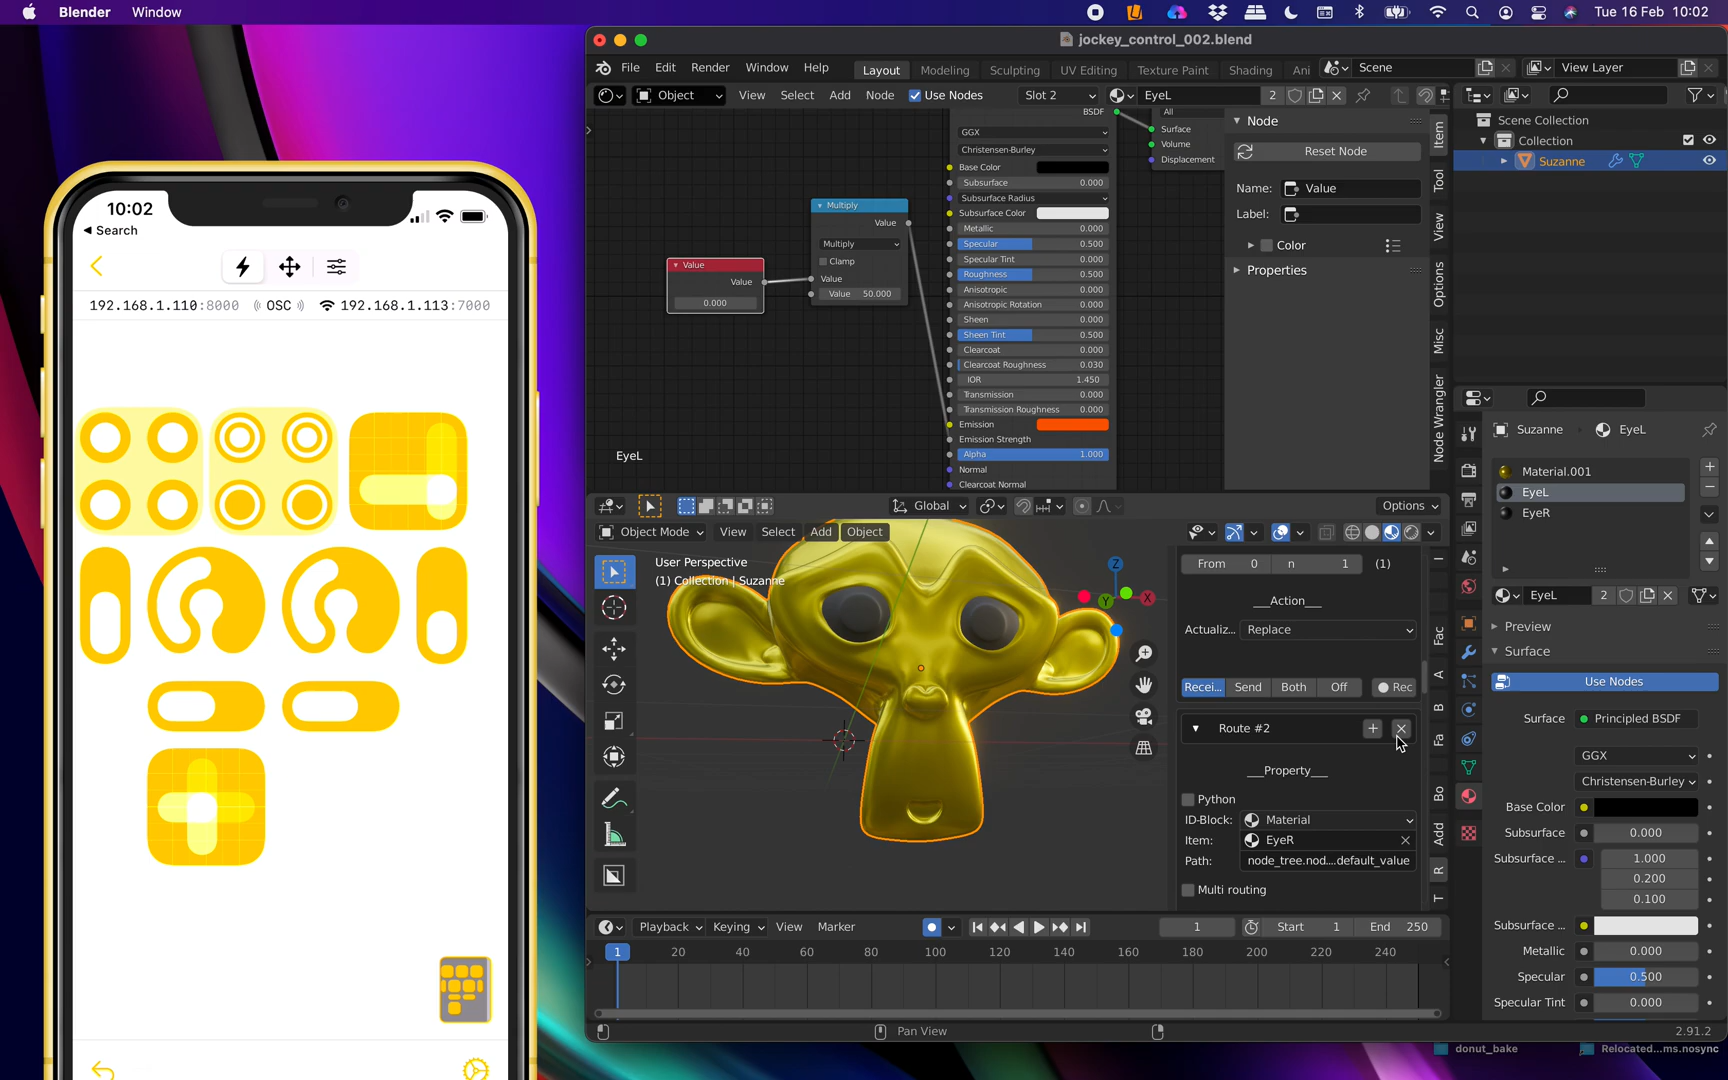 Blender Window
Tue 16 Feb 10:02
10:02
◀ Search
192.168.1.110:8000 OSC 192.168.1.113:7000
jockey_control_002.blend
File Edit Render Window Help
Layout Modeling Sculpting UV Editing Texture Paint Shading Ani
Scene
View Layer
Object View Select Add Node Use Nodes Slot 2 EyeL 2
Scene Collection
Collection
Suzanne
BSDF
GGX
Christensen-Burley
Base Color
Subsurface 0.000
Subsurface Radius
Subsurface Color
Metallic 0.000
Specular 0.500
Specular Tint 0.000
Roughness 0.500
Anisotropic 0.000
Anisotropic Rotation 0.000
Sheen 0.000
Sheen Tint 0.500
Clearcoat 0.000
Clearcoat Roughness 0.030
IOR 1.450
Transmission 0.000
Transmission Roughness 0.000
Emission
Emission Strength
Alpha 1.000
Normal
Clearcoat Normal
All
Surface
Volume
Displacement
Multiply
Value
Multiply
Clamp
Value
Value 50.000
Value
Value
0.000
EyeL
Node
Reset Node
Name: Value
Label:
Color
Properties
Item
Tool
View
Options
Misc
Node Wrangler
Suzanne EyeL
Material.001
EyeL
EyeR
EyeL 2
Preview
Surface
Use Nodes
Surface Principled BSDF
GGX
Christensen-Burley
Base Color
Subsurface 0.000
Subsurface ... 1.000
0.200
0.100
Subsurface ...
Metallic 0.000
Specular 0.500
Specular Tint 0.000
Global
Options
Object Mode View Select Add Object
User Perspective
(1) Collection | Suzanne
Z
X
Y
From 0 n 1 (1)
__Action__
Actualiz... Replace
Recei... Send Both Off Rec
Route #2
__Property__
Python
ID-Block: Material
Item: EyeR
Path: node_tree.nod....default_value
Multi routing
I
Fac
A
B
Fa
Bo
Add
R
T
Playback Keying View Marker
1 Start 1 End 250
1 20 40 60 80 100 120 140 160 180 200 220 240
Pan View
2.91.2
donut_bake
Relocated...ms.nosync